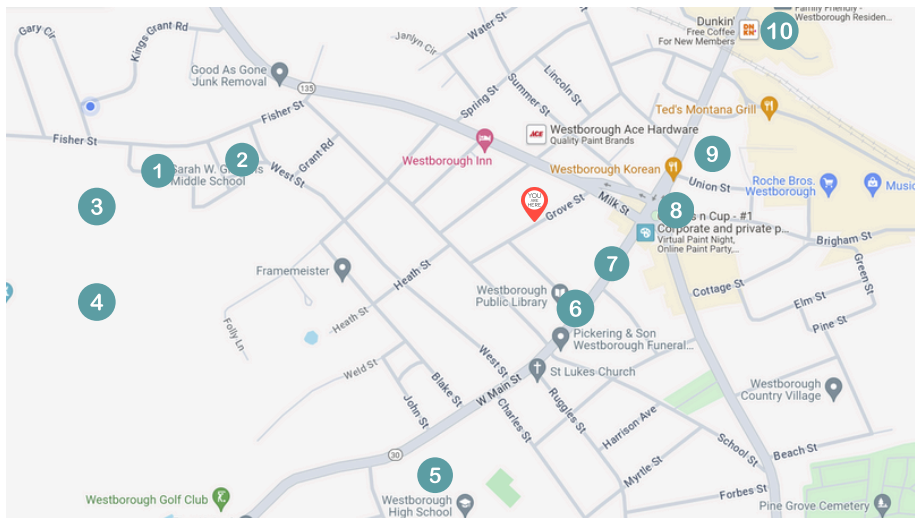 Family Friendly -
Westborough Residen...
Dunkin'
Free Coffee
For New Members
DN
KN'
10
Gary Cir
Kings Grant Rd
Water St
Janlyn Cir
Good As Gone
Junk Removal
135
Lincoln St
Summer St
Spring St
Ted's Montana Grill
Fisher St
Fisher St
ACE
Westborough Ace Hardware
Quality Paint Brands
Grant Rd
Westborough Inn
Westborough Korean
9
1
Sarah W. G
ns
Middle School
2
West St
Union St
Roche Bros.
Westborough
Music
3
YOU
ARE
HERE
Grove St
Milk St
8
s n Cup - #1
Corporate and private p...
Virtual Paint Night,
Online Paint Party,...
Brigham St
Framemeister
Heath St
7
Green St
4
Westborough
Public Library
6
Cottage St
Elm St
Pine St
Folly Ln
Heath St
Pickering & Son
Westborough Funeral...
Weld St
West St
St Lukes Church
Blake St
W Main St
John St
Charles St
Ruggles St
Westborough
Country Village
Harrison Ave
School St
Beach St
30
5
Myrtle St
Forbes St
Westborough Golf Club
Westborough
High School
Pine Grove Cemetery